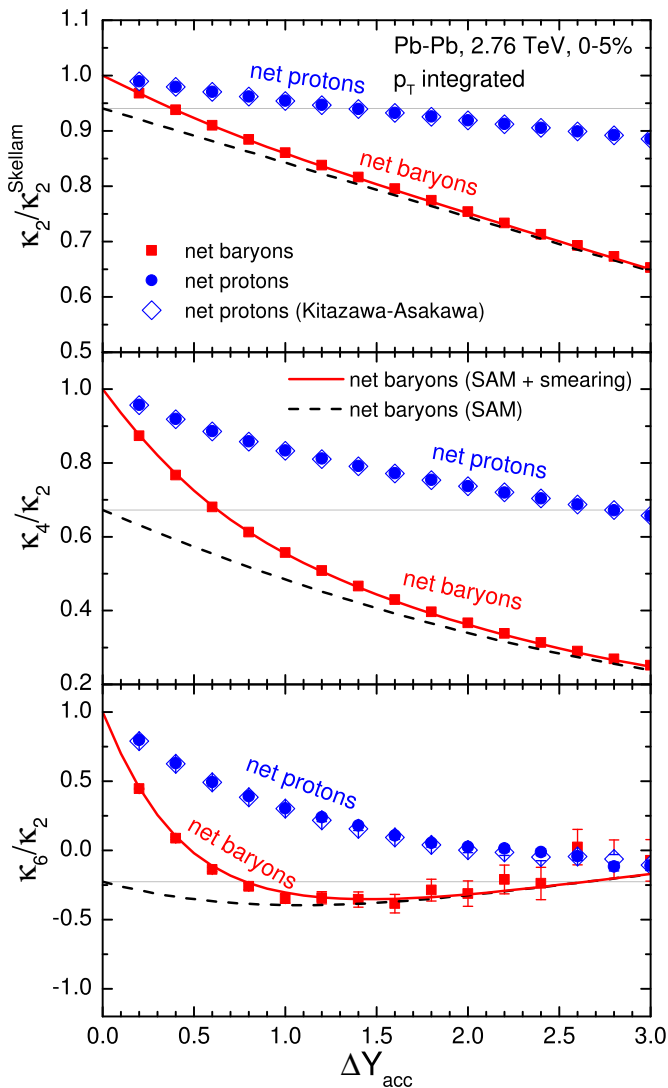 Pb-Pb, 2.76 TeV, 0-5%
net protons
p_T integrated
1.0
0.9
0.8
0.7
0.6
0.5
κ₂/κ₂^Skellam
net baryons
net baryons
net protons
net protons (Kitazawa-Asakawa)
net baryons (SAM + smearing)
net baryons (SAM)
1.0
0.8
0.6
0.4
0.2
κ₄/κ₂
net protons
net baryons
1.0
0.5
0.0
-0.5
-1.0
κ₆/κ₂
net protons
net baryons
0.0 0.5 1.0 1.5 2.0 2.5 3.0
ΔY_acc